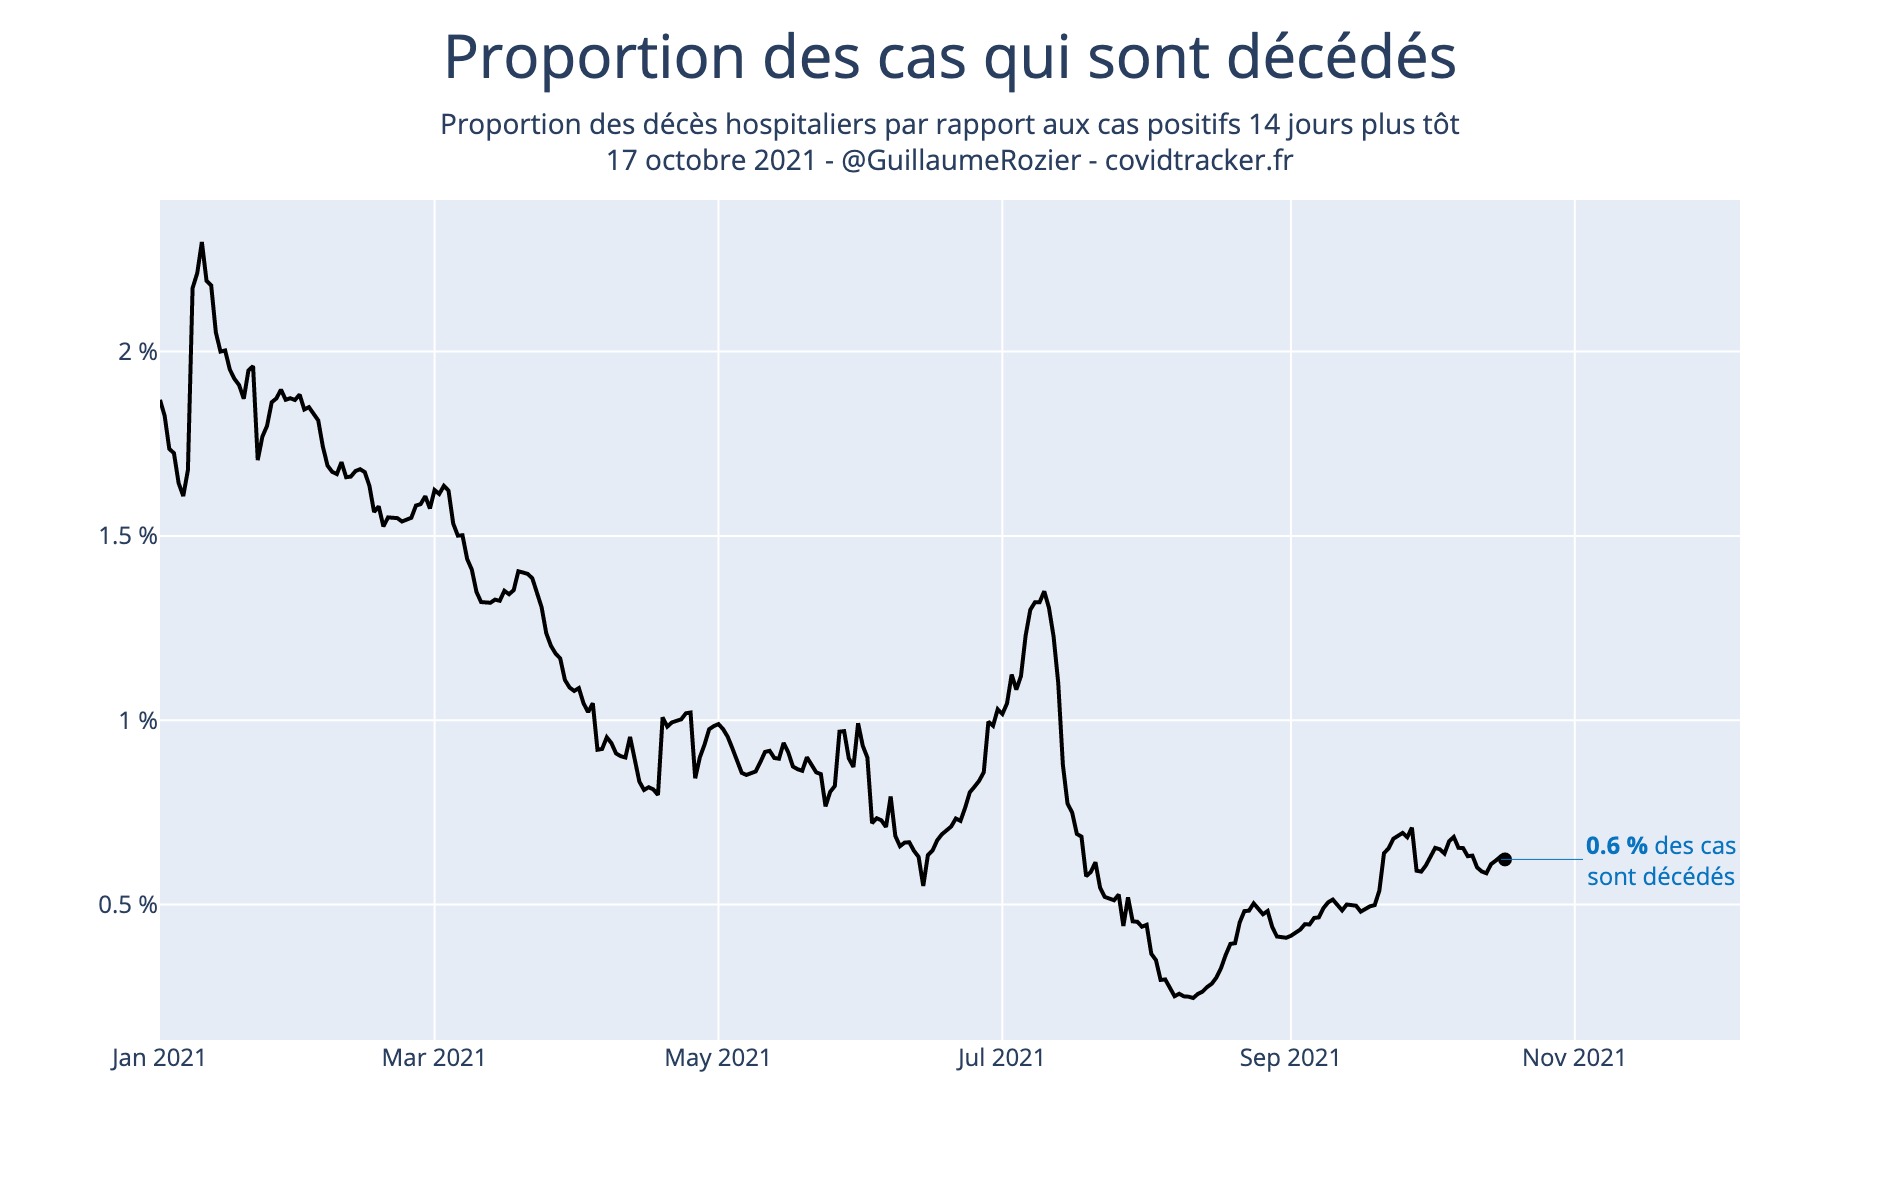 Proportion des cas qui sont décédés
Proportion des décès hospitaliers par rapport aux cas positifs 14 jours plus tôt
17 octobre 2021 - @GuillaumeRozier - covidtracker.fr
2 %
1.5 %
1 %
0.5 %
0.6 % des cas
sont décédés
Jan 2021
Mar 2021
May 2021
Jul 2021
Sep 2021
Nov 2021